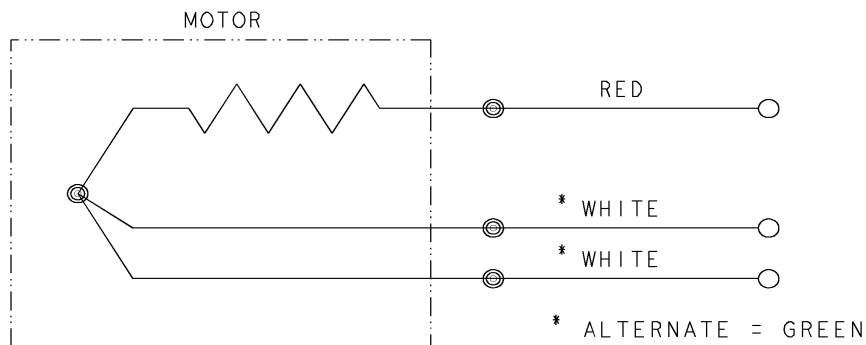 MOTOR
RED
* WHITE
* WHITE
* ALTERNATE = GREEN